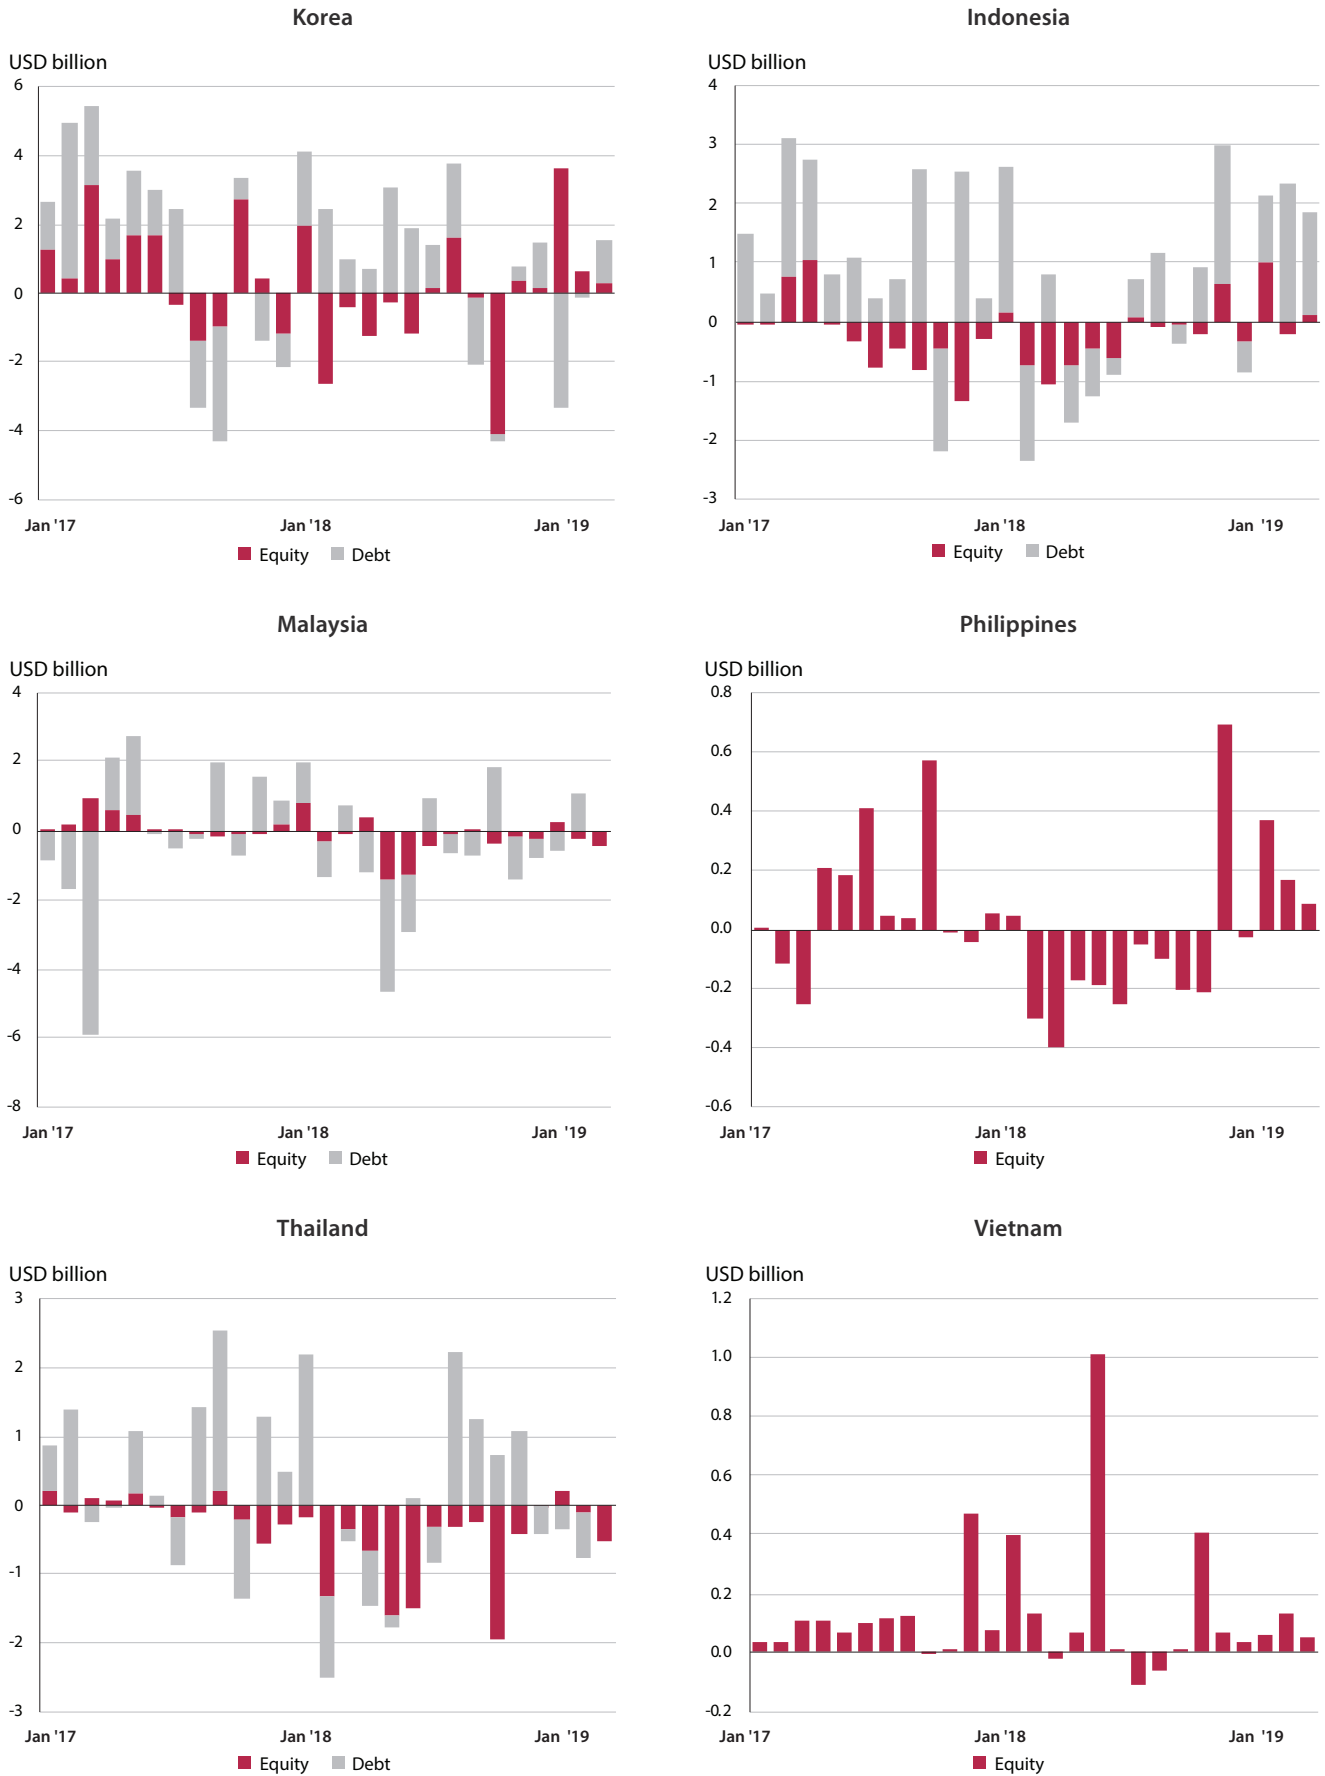 Korea
USD billion
6
4
2
0
-2
-4
-6
Jan '17 Jan '18 Jan '19
Equity Debt
Indonesia
USD billion
4
3
2
1
0
-1
-2
-3
Jan '17 Jan '18 Jan '19
Equity Debt
Malaysia
USD billion
4
2
0
-2
-4
-6
-8
Jan '17 Jan '18 Jan '19
Equity Debt
Philippines
USD billion
0.8
0.6
0.4
0.2
0.0
-0.2
-0.4
-0.6
Jan '17 Jan '18 Jan '19
Equity
Thailand
USD billion
3
2
1
0
-1
-2
-3
Jan '17 Jan '18 Jan '19
Equity Debt
Vietnam
USD billion
1.2
1.0
0.8
0.6
0.4
0.2
0.0
-0.2
Jan '17 Jan '18 Jan '19
Equity